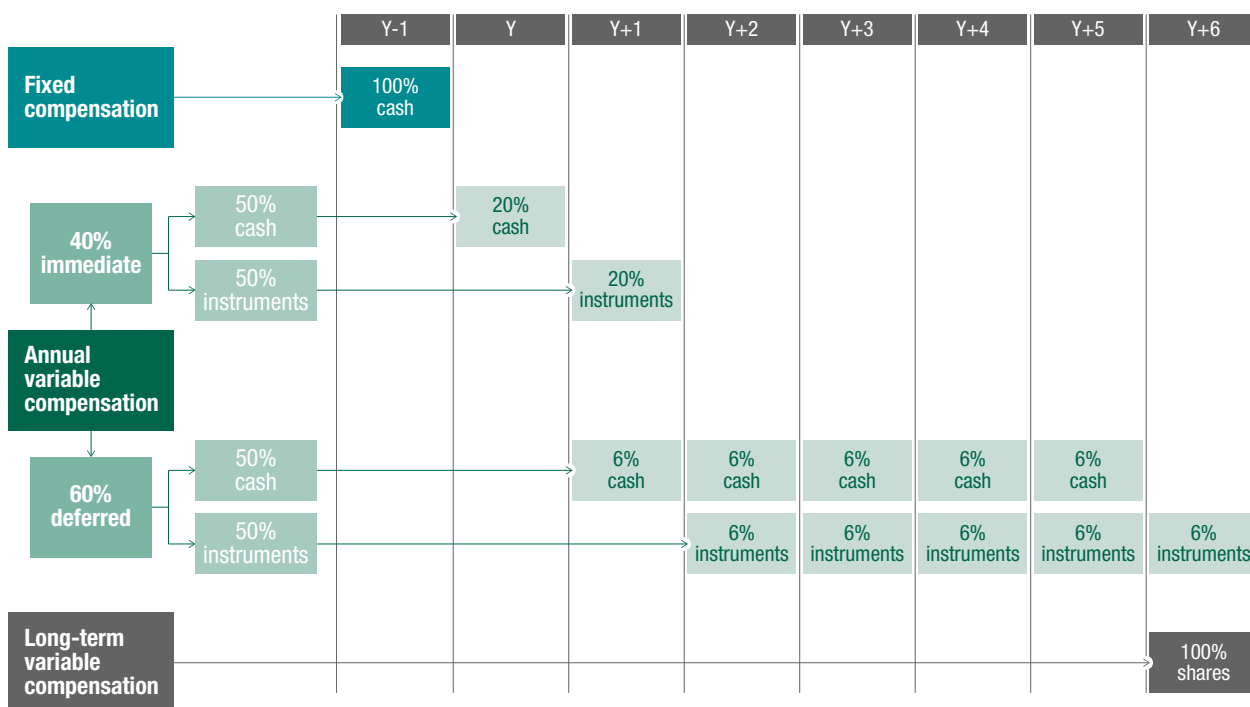 Y-1 Y Y+1 Y+2 Y+3 Y+4 Y+5 Y+6
Fixed
compensation
100%
cash
40%
immediate
50%
cash
20%
cash
50%
instruments
20%
instruments
Annual
variable
compensation
60%
deferred
50%
cash
6%
cash
6%
cash
6%
cash
6%
cash
6%
cash
50%
instruments
6%
instruments
6%
instruments
6%
instruments
6%
instruments
6%
instruments
Long-term
variable
compensation
100%
shares